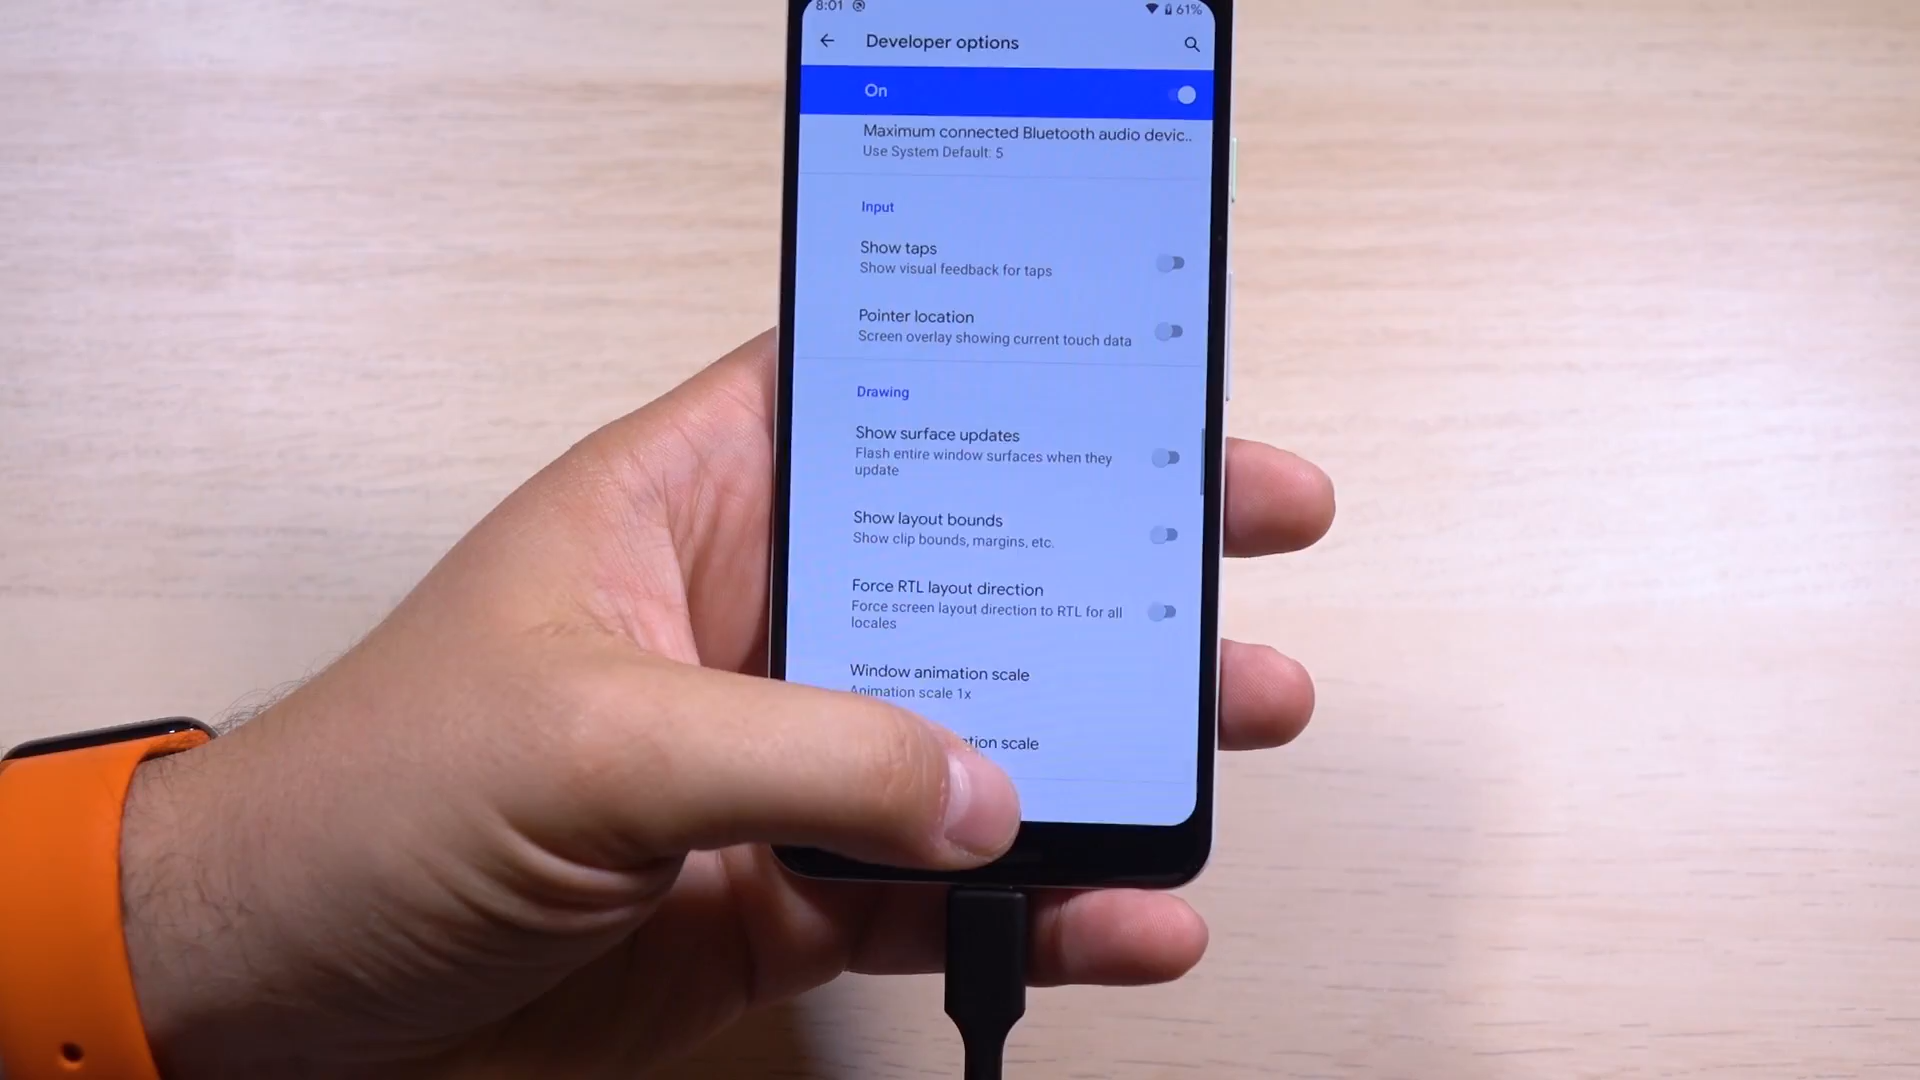 8:01 61%
Developer options
On
Maximum connected Bluetooth audio devic..
Use System Default: 5
Input
Show taps
Show visual feedback for taps
Pointer location
Screen overlay showing current touch data
Drawing
Show surface updates
Flash entire window surfaces when they
update
Show layout bounds
Show clip bounds, margins, etc.
Force RTL layout direction
Force screen layout direction to RTL for all
locales
Window animation scale
Animation scale 1x
scale